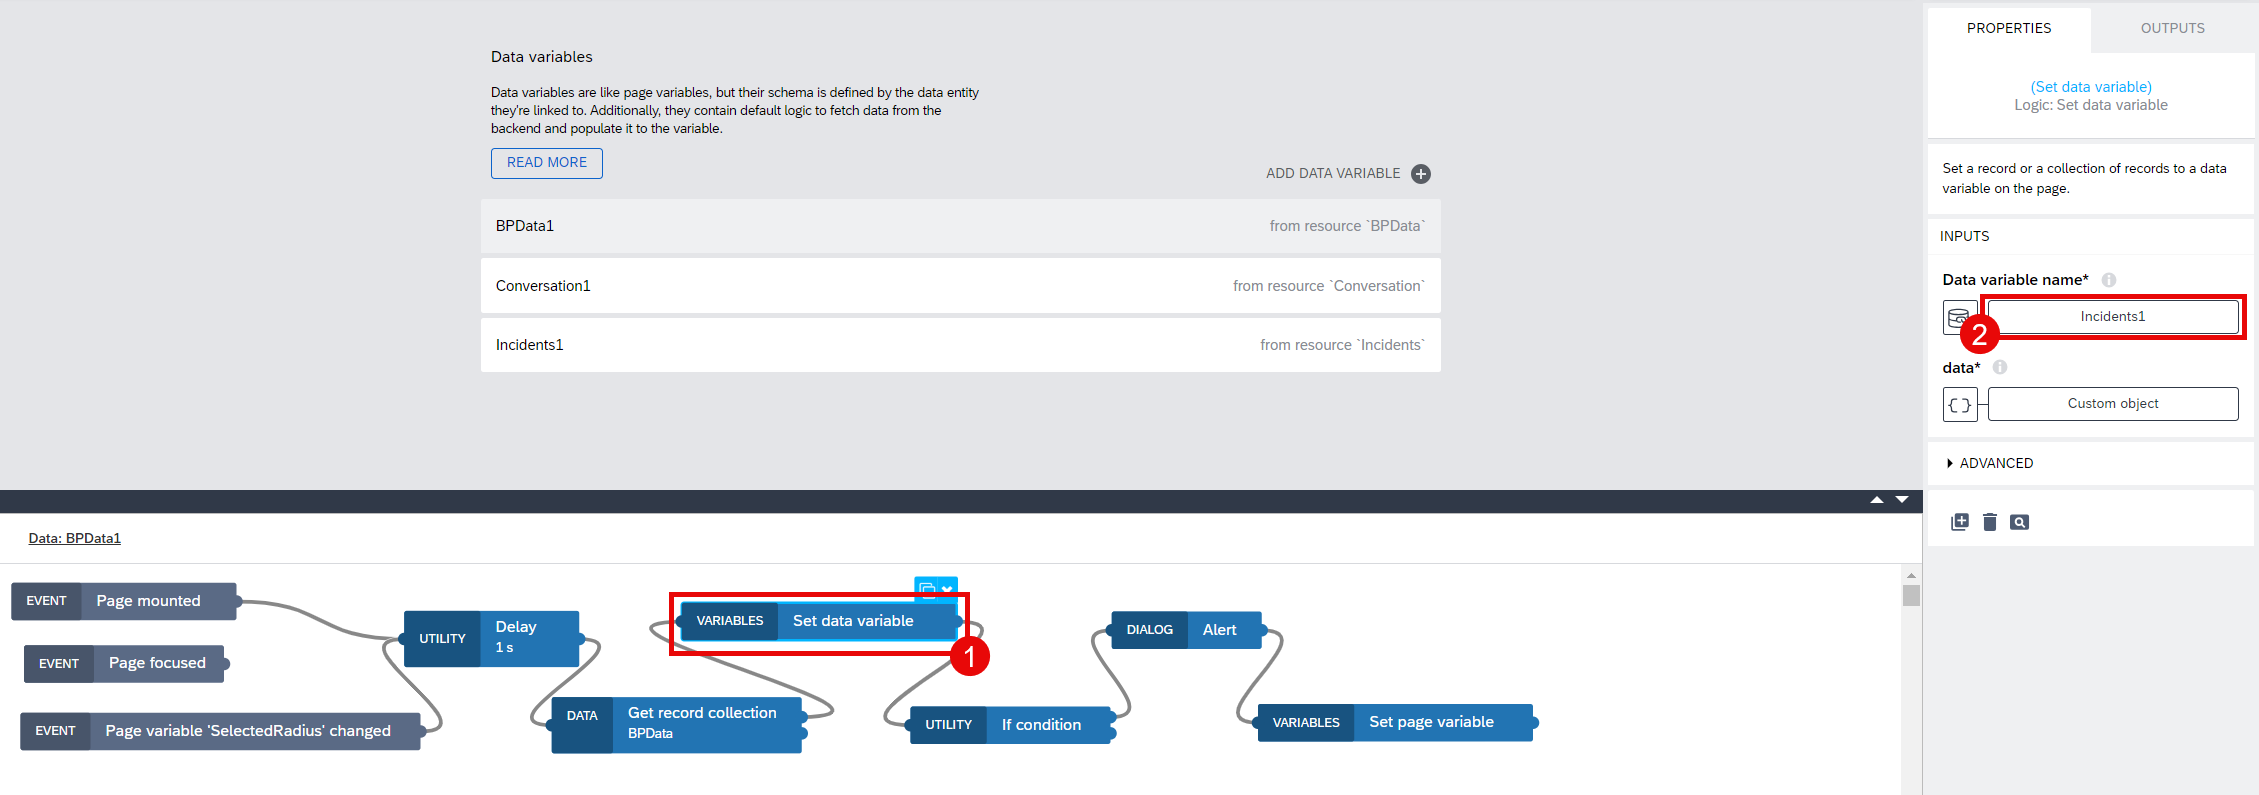 Data variables
Data variables are like page variables, but their schema is defined by the data entity
they're linked to. Additionally, they contain default logic to fetch data from the
backend and populate it to the variable.
READ MORE
ADD DATA VARIABLE
BPData1
from resource `BPData`
Conversation1
from resource `Conversation`
Incidents1
from resource `Incidents`
PROPERTIES
OUTPUTS
(Set data variable)
Logic: Set data variable
Set a record or a collection of records to a data
variable on the page.
INPUTS
Data variable name*
Incidents1
2
data*
Custom object
ADVANCED
Data: BPData1
EVENT Page mounted
EVENT Page focused
EVENT Page variable 'SelectedRadius' changed
UTILITY Delay
1 s
DATA Get record collection
BPData
VARIABLES Set data variable
1
UTILITY If condition
DIALOG Alert
VARIABLES Set page variable